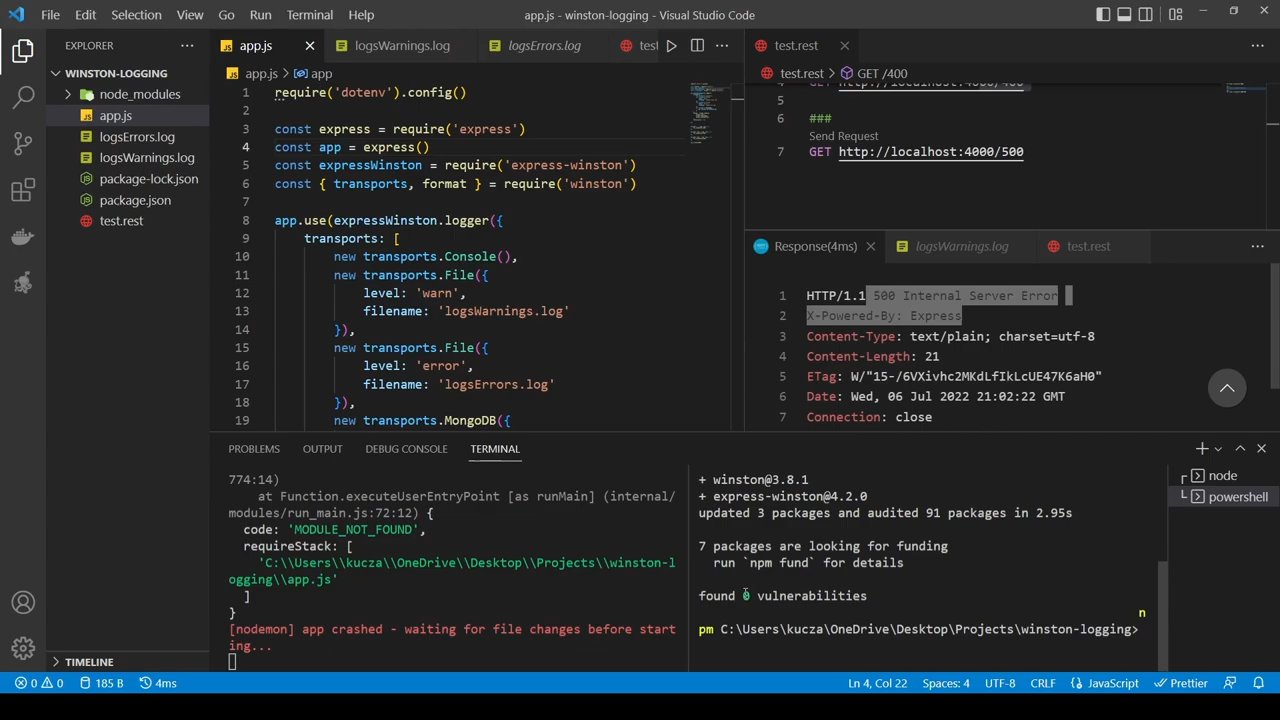 File Edit Selection View Go Run Terminal Help
app.js - winston-logging - Visual Studio Code
EXPLORER
WINSTON-LOGGING
node_modules
app.js
logsErrors.log
logsWarnings.log
package-lock.json
package.json
test.rest
TIMELINE
app.js logsWarnings.log logsErrors.log test
app.js > app
1 require('dotenv').config()
2
3 const express = require('express')
4 const app = express()
5 const expressWinston = require('express-winston')
6 const { transports, format } = require('winston')
7
8 app.use(expressWinston.logger({
9 transports: [
10 new transports.Console(),
11 new transports.File({
12 level: 'warn',
13 filename: 'logsWarnings.log'
14 }),
15 new transports.File({
16 level: 'error',
17 filename: 'logsErrors.log'
18 }),
19 new transports.MongoDB({
test.rest
test.rest > GET /400
4 GET http://localhost:4000/400
5
6 ###
Send Request
7 GET http://localhost:4000/500
Response(4ms) logsWarnings.log test.rest
1 HTTP/1.1 500 Internal Server Error
2 X-Powered-By: Express
3 Content-Type: text/plain; charset=utf-8
4 Content-Length: 21
5 ETag: W/"15-/6VXivhc2MKdLfIkLcUE47K6aH0"
6 Date: Wed, 06 Jul 2022 21:02:22 GMT
7 Connection: close
PROBLEMS OUTPUT DEBUG CONSOLE TERMINAL
774:14)
at Function.executeUserEntryPoint [as runMain] (internal/
modules/run_main.js:72:12) {
code: 'MODULE_NOT_FOUND',
requireStack: [
'C:\\Users\\kucza\\OneDrive\\Desktop\\Projects\\winston-l
ogging\\app.js'
]
}
[nodemon] app crashed - waiting for file changes before start
ing...
+ winston@3.8.1
+ express-winston@4.2.0
updated 3 packages and audited 91 packages in 2.95s
7 packages are looking for funding
run `npm fund` for details
found 0 vulnerabilities
n
pm C:\Users\kucza\OneDrive\Desktop\Projects\winston-logging>
node
powershell
0 0 185 B 4ms
Ln 4, Col 22 Spaces: 4 UTF-8 CRLF JavaScript Prettier